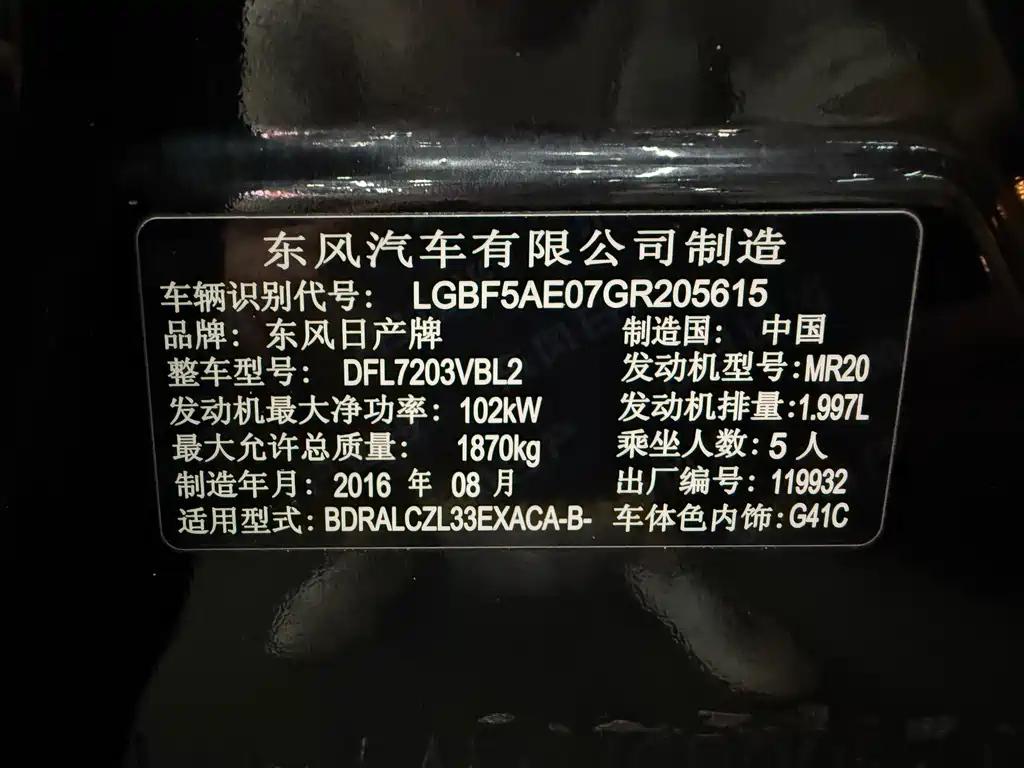 东风汽车有限公司制造
车辆识别代号: LGBF5AE07GR205615
品牌: 东风日产牌 制造国: 中国
整车型号: DFL7203VBL2 发动机型号:MR20
发动机最大净功率: 102kW 发动机排量:1.997L
最大允许总质量: 1870kg 乘坐人数:5人
制造年月: 2016 年 08 月 出厂编号: 119932
适用型式: BDRALCZL33EXACA-B- 车体色内饰:G41C